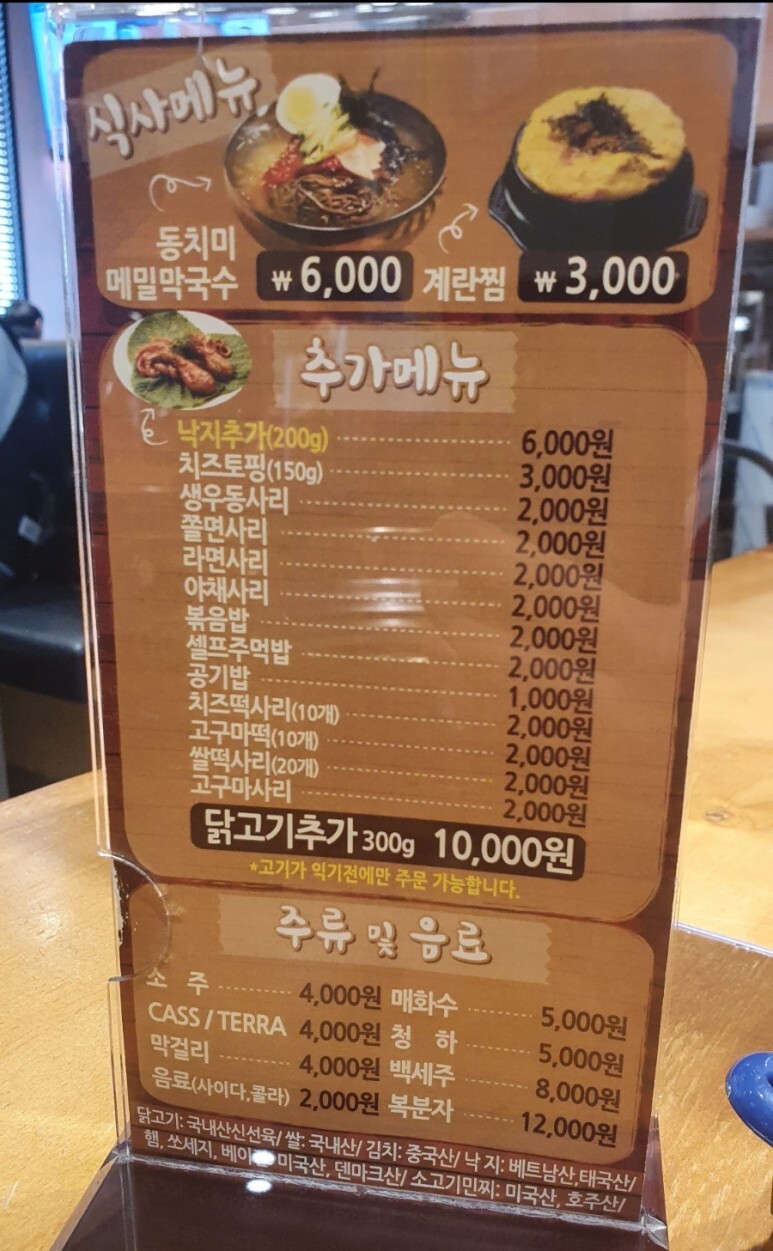 식사메뉴
동치미
메밀막국수 ₩ 6,000 계란찜 ₩ 3,000
추가메뉴
낙지추가(200g) 6,000원
치즈토핑(150g) 3,000원
생우동사리 2,000원
쫄면사리 2,000원
라면사리 2,000원
야채사리 2,000원
볶음밥 2,000원
셀프주먹밥 2,000원
공기밥 1,000원
치즈떡사리(10개) 2,000원
고구마떡(10개) 2,000원
쌀떡사리(20개) 2,000원
고구마사리 2,000원
닭고기추가 300g 10,000원
*고기가 익기전에만 주문 가능합니다.
주류 및 음료
소 주 4,000원 매화수 5,000원
CASS / TERRA 4,000원 청 하 5,000원
막걸리 4,000원 백세주 8,000원
음료(사이다,콜라) 2,000원 복분자 12,000원
닭고기: 국내산신선육/ 쌀: 국내산/ 김치: 중국산/ 낙 지: 베트남산,태국산/
햄, 쏘세지, 미국산, 덴마크산/ 소고기민찌: 미국산, 호주산/